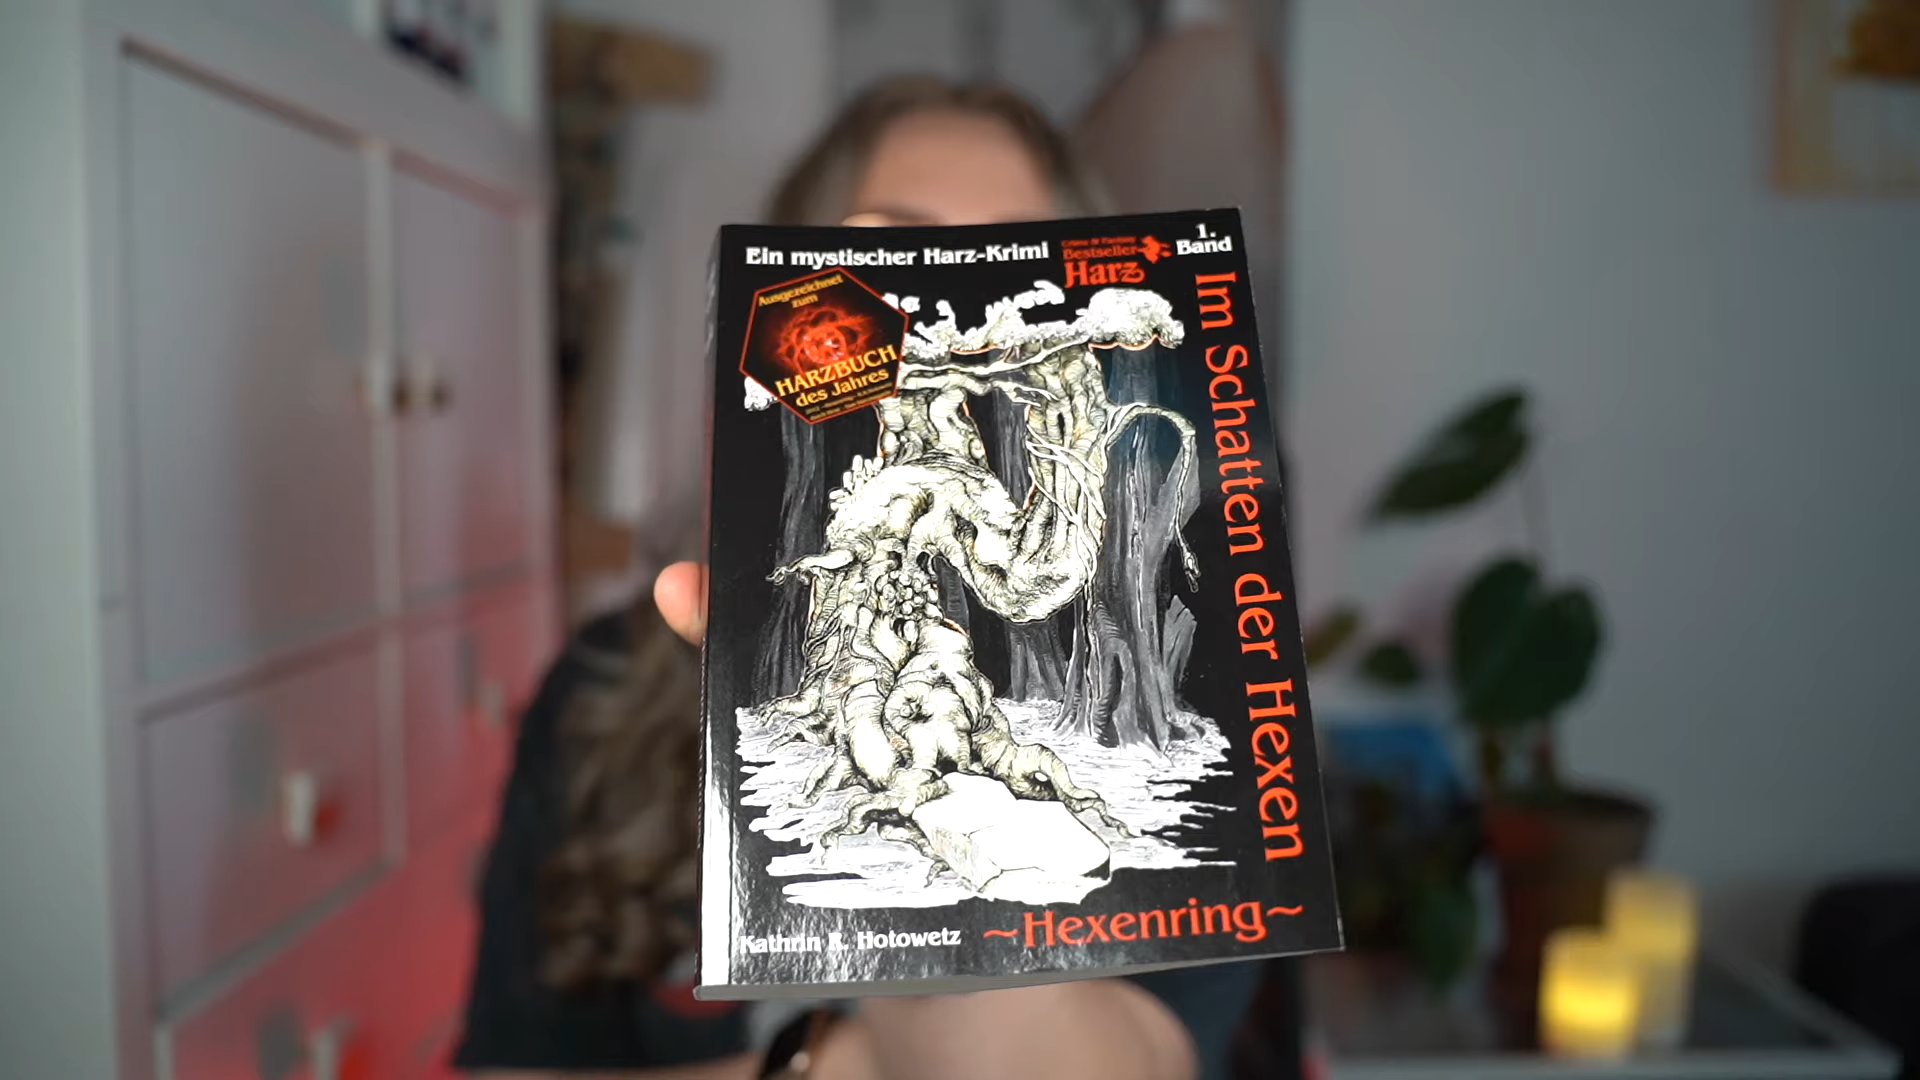 Ein mystischer Harz-Krimi
Bestseller
Harz
1.
Band
Ausgezeichnet
zum
HARZBUCH
des Jahres
Im Schatten der Hexen
~Hexenring~
Kathrin R. Hotowetz